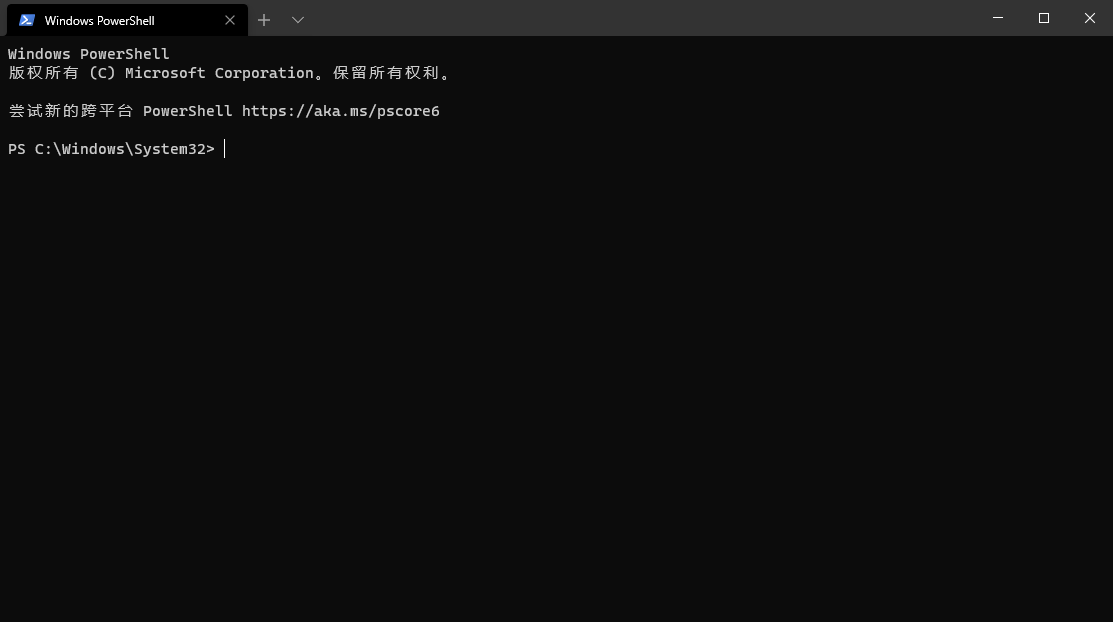 Windows PowerShell
Windows PowerShell
版权所有 (C) Microsoft Corporation。保留所有权利。
尝试新的跨平台 PowerShell https://aka.ms/pscore6
PS C:\Windows\System32>